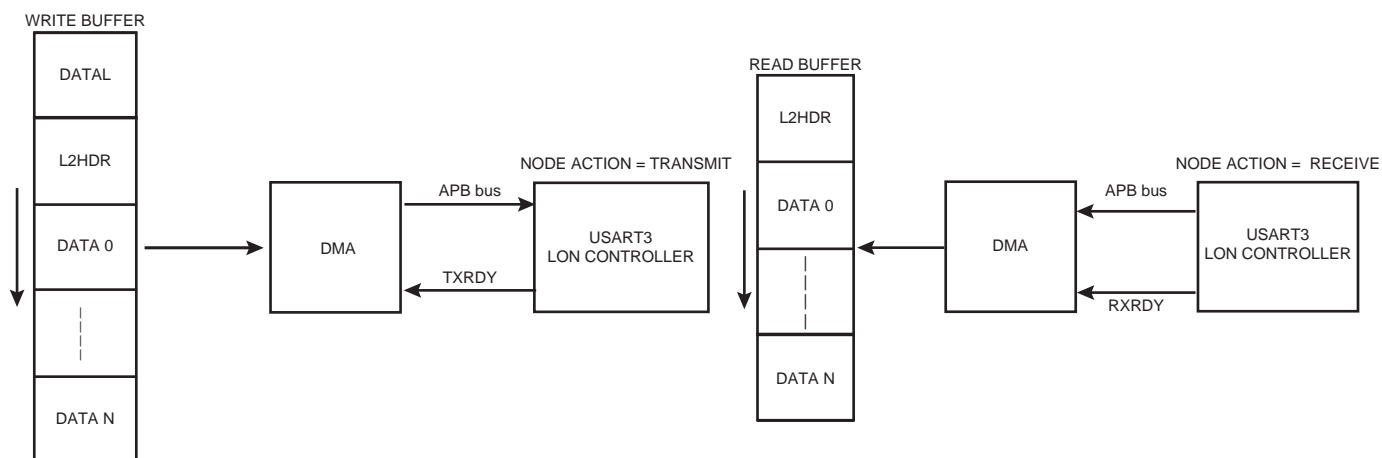 WRITE BUFFER
DATAL
L2HDR
DATA 0
DATA N
DMA
APB bus
TXRDY
NODE ACTION = TRANSMIT
USART3
LON CONTROLLER
READ BUFFER
L2HDR
DATA 0
DATA N
DMA
APB bus
RXRDY
NODE ACTION = RECEIVE
USART3
LON CONTROLLER